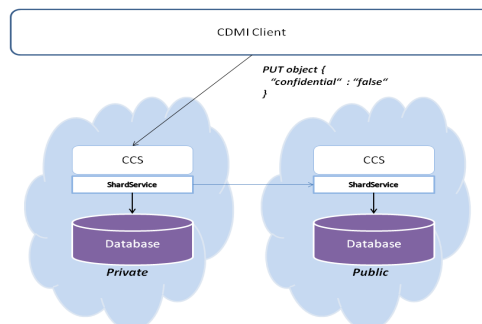 CDMI Client
PUT object {
"confidential" : "false"
}
CCS
ShardService
Database
Private
CCS
ShardService
Database
Public